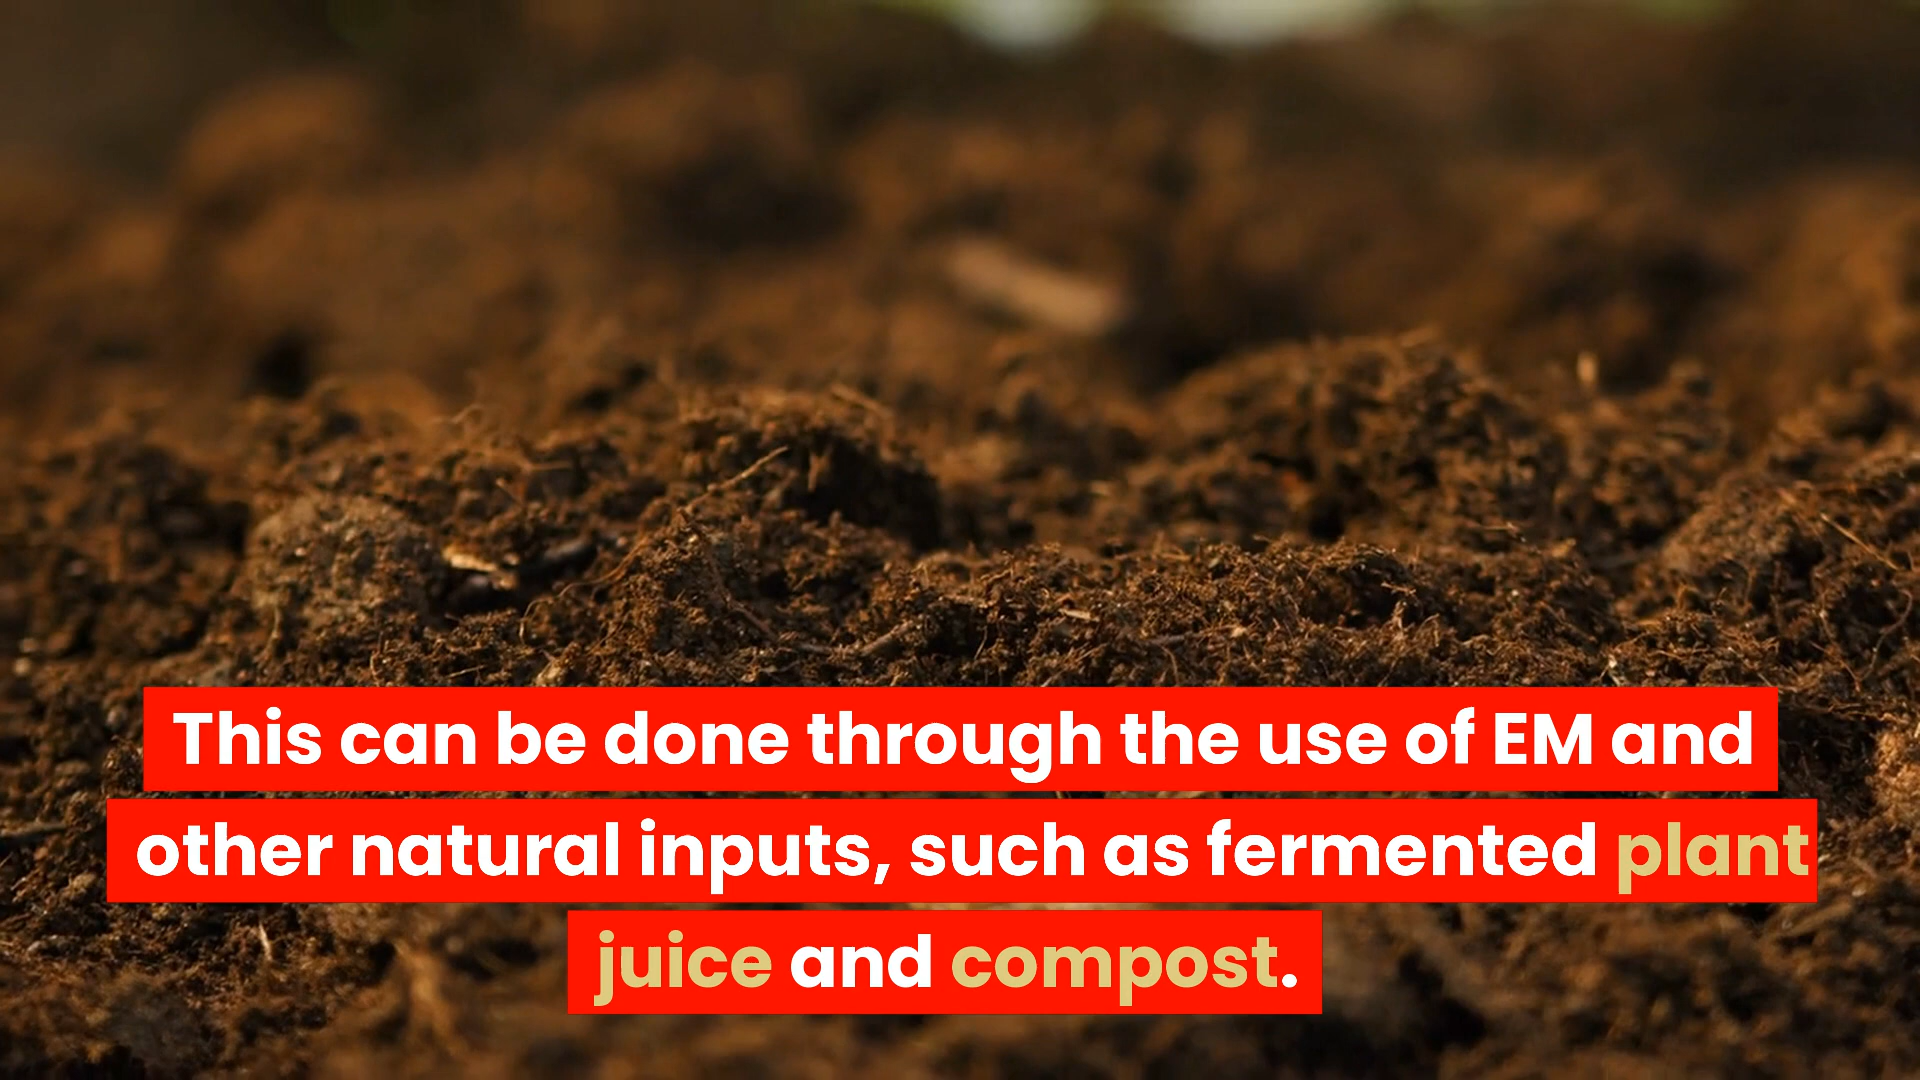 This can be done through the use of EM and
other natural inputs, such as fermented plant
juice and compost.